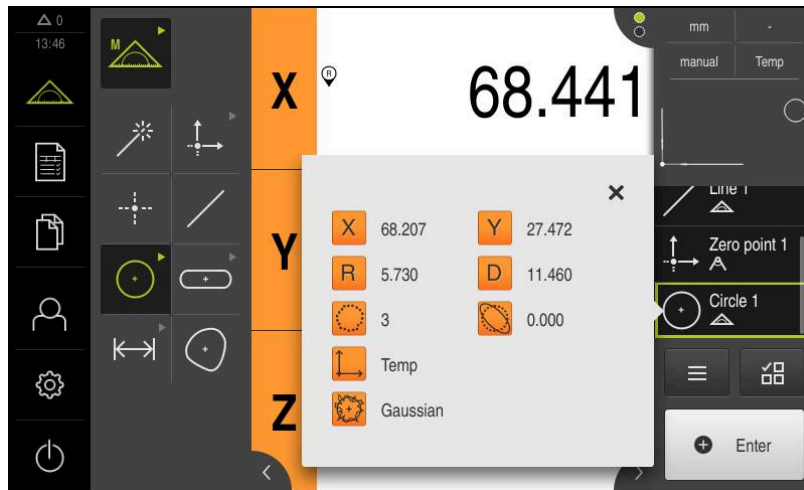 0
13:46
M
X
R
68.441
mm
-
manual
Temp
X
68.207
Y
27.472
R
5.730
D
11.460
3
0.000
Temp
Gaussian
Y
Z
Line 1
Zero point 1
Circle 1
Enter